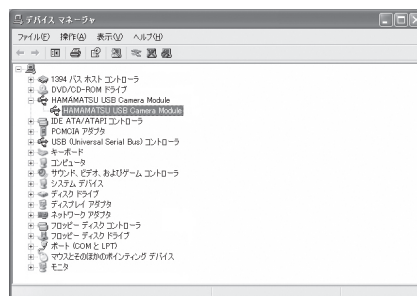 デバイス マネージャ
ファイル(F) 操作(A) 表示(V) ヘルプ(H)
1394 バス ホスト コントローラ
DVD/CD-ROM ドライブ
HAMAMATSU USB Camera Module
HAMAMATSU USB Camera Module
IDE ATA/ATAPI コントローラ
PCMCIA アダプタ
USB (Universal Serial Bus) コントローラ
キーボード
コンピュータ
サウンド、ビデオ、およびゲーム コントローラ
システム デバイス
ディスク ドライブ
ディスプレイ アダプタ
ネットワーク アダプタ
フロッピー ディスク コントローラ
フロッピー ディスク ドライブ
ポート (COM と LPT)
マウスとそのほかのポインティング デバイス
モニタ